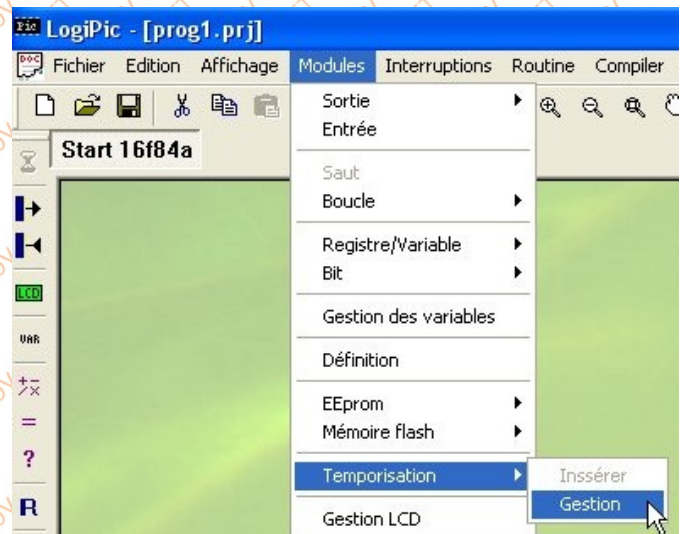 LogiPic - [prog1.prj]
Fichier Edition Affichage Modules Interruptions Routine Compiler
Start 16f84a
Sortie
Entrée
Saut
Boucle
Registre/Variable
Bit
Gestion des variables
Définition
EEprom
Mémoire flash
Temporisation
Inssérer
Gestion
Gestion LCD
LCD
VAR
=
?
R